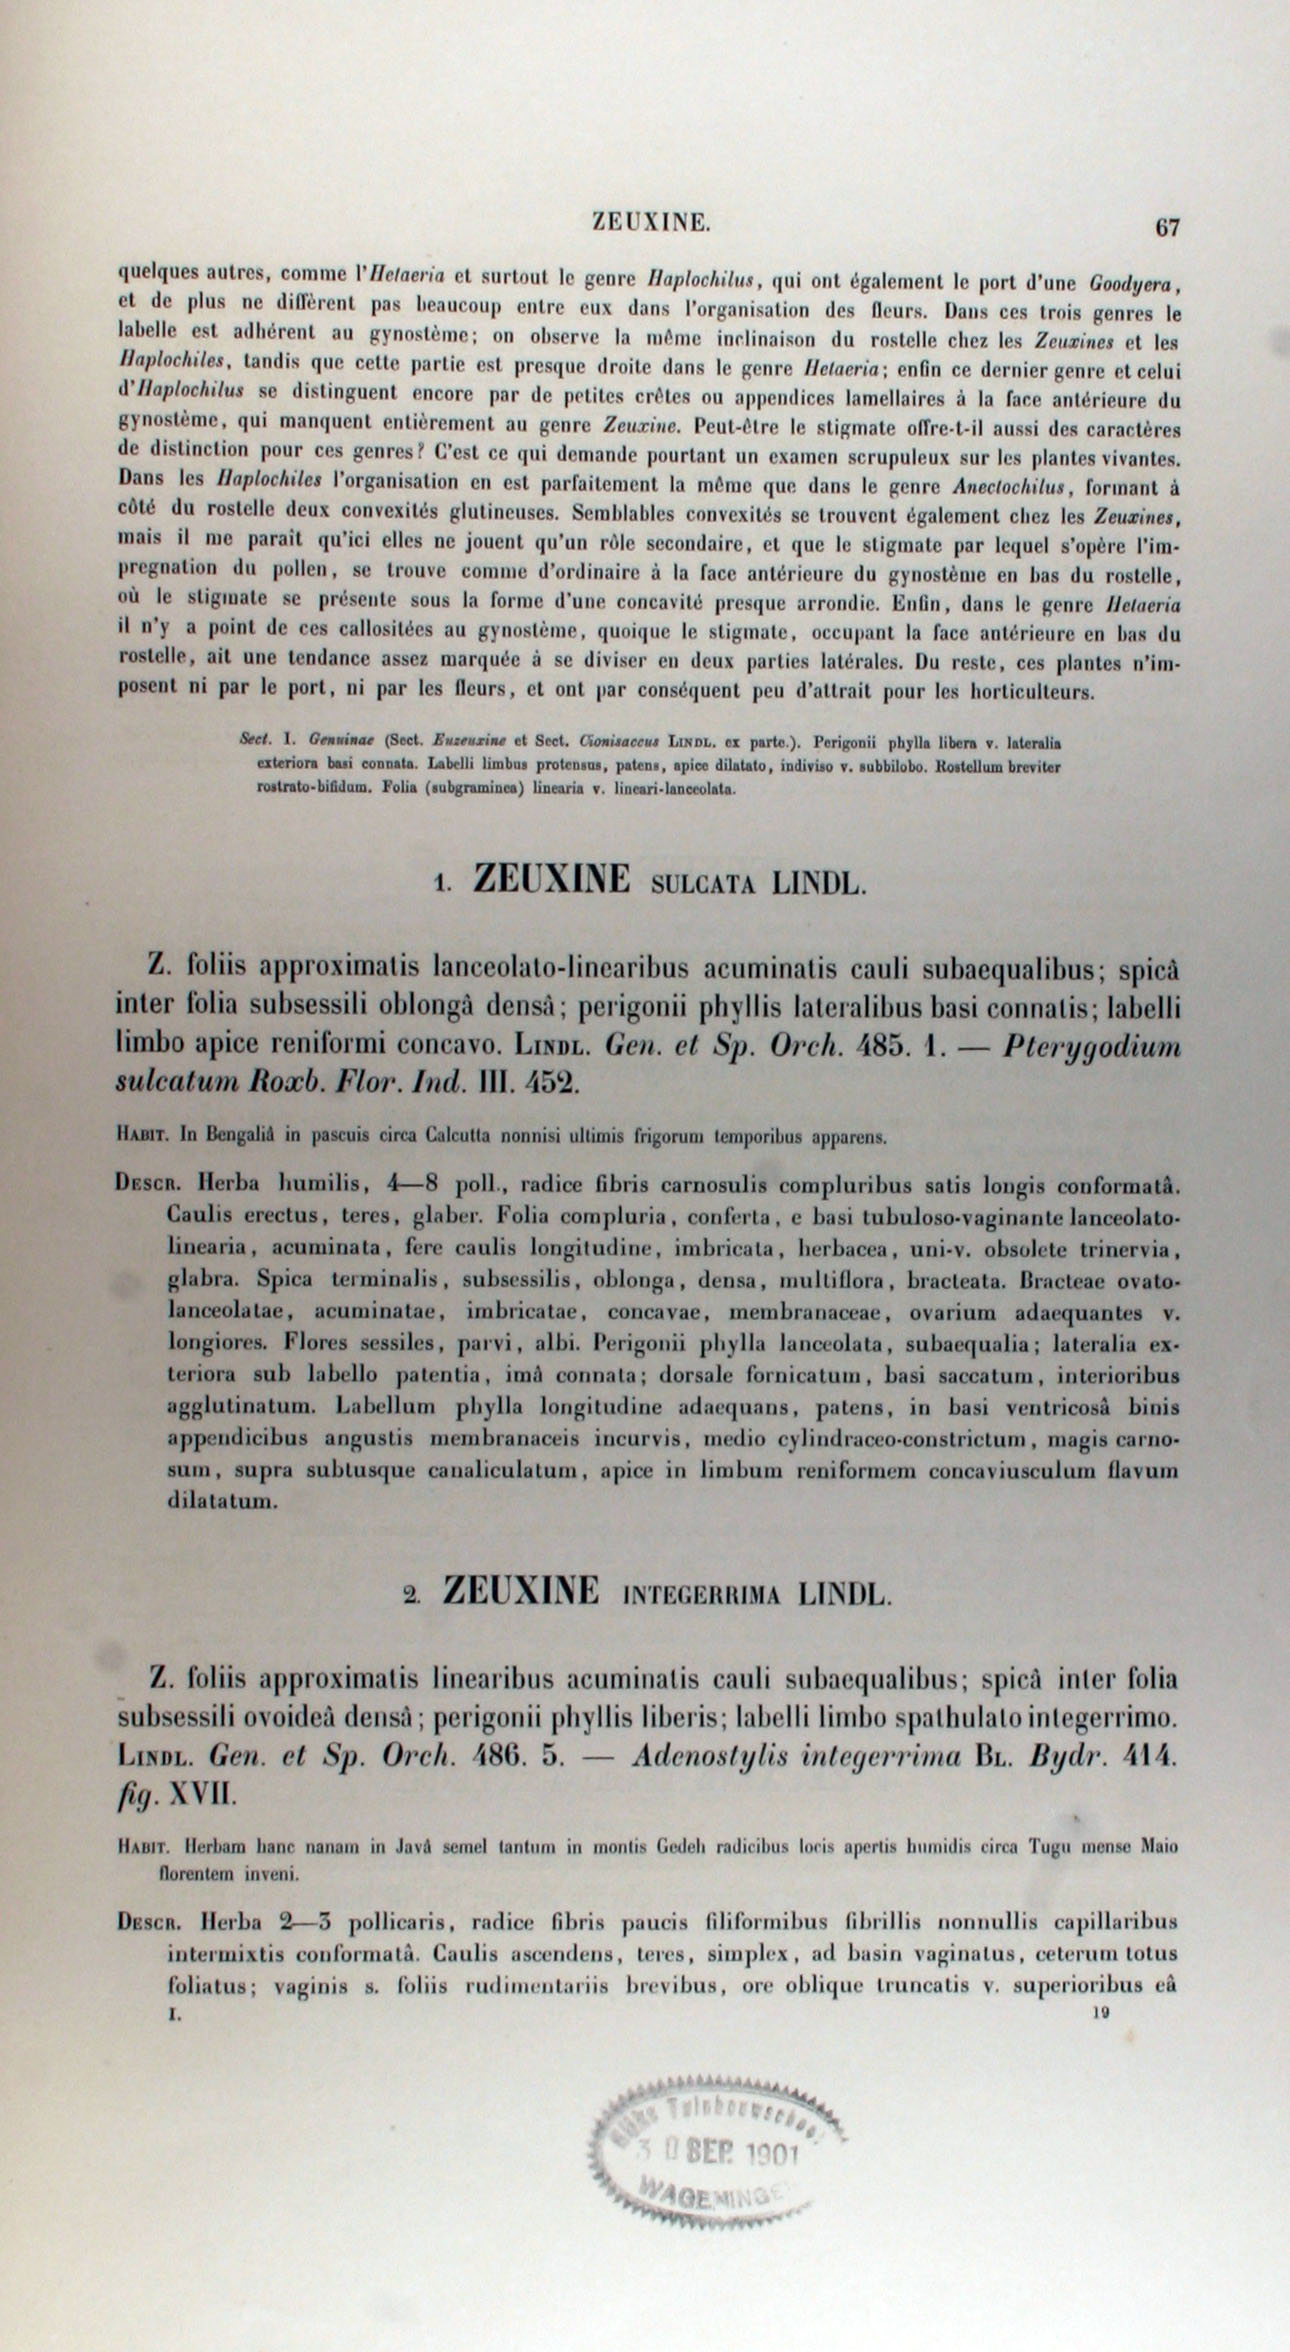 ZEUXINE.
67
quelques autres, comme l'Hetaeria et surtout le genre Haplochilus, qui ont également le port d'une Goodyera,
et de plus ne diffèrent pas beaucoup entre eux dans l'organisation des fleurs. Dans ces trois genres le
labelle est adhérent au gynostème; on observe la même inclinaison du rostelle chez les Zeuxines et les
Haplochiles, tandis que cette partie est presque droite dans le genre Hetaeria; enfin ce dernier genre et celui
d'Haplochilus se distinguent encore par de petites crêtes ou appendices lamellaires à la face antérieure du
gynostème, qui manquent entièrement au genre Zeuxine. Peut-être le stigmate offre-t-il aussi des caractères
de distinction pour ces genres? C'est ce qui demande pourtant un examen scrupuleux sur les plantes vivantes.
Dans les Haplochiles l'organisation en est parfaitement la même que dans le genre Anectochilus, formant à
côté du rostelle deux convexités glutineuses. Semblables convexités se trouvent également chez les Zeuxines,
mais il me parait qu'ici elles ne jouent qu'un rôle secondaire, et que le stigmate par lequel s'opère l'im-
pregnation du pollen, se trouve comme d'ordinaire à la face antérieure du gynostème en bas du rostelle,
où le stigmate se présente sous la forme d'une concavité presque arrondie. Enfin, dans le genre Hetaeria
il n'y a point de ces callositées au gynostème, quoique le stigmate, occupant la face antérieure en bas du
rostelle, ait une tendance assez marquée à se diviser en deux parties latérales. Du reste, ces plantes n'im-
posent ni par le port, ni par les fleurs, et ont par conséquent peu d'attrait pour les horticulteurs.
Sect. I. Genuinae (Sect. Euzeuxine et Sect. Cionisaccus LINDL. ex parte.). Perigonii phylla libera v. lateralia
exteriora basi connata. Labelli limbus protensus, patens, apice dilatato, indiviso v. subbilobo. Rostellum breviter
rostrato-bifidum. Folia (subgraminea) linearia v. lineari-lanceolata.
1. ZEUXINE SULCATA LINDL.
Z. foliis approximatis lanceolato-linearibus acuminatis cauli subaequalibus; spicâ
inter folia subsessili oblongâ densâ; perigonii phyllis lateralibus basi connatis; labelli
limbo apice reniformi concavo. LINDL. Gen. et Sp. Orch. 485. 1. — Pterygodium
sulcatum Roxb. Flor. Ind. III. 452.
HABIT. In Bengaliâ in pascuis circa Calcutta nonnisi ultimis frigorum temporibus apparens.
DESCR. Herba humilis, 4—8 poll., radice fibris carnosulis compluribus satis longis conformatâ.
Caulis erectus, teres, glaber. Folia compluria, conferta, e basi tubuloso-vaginante lanceolato-
linearia, acuminata, fere caulis longitudine, imbricata, herbacea, uni-v. obsolete trinervia,
glabra. Spica terminalis, subsessilis, oblonga, densa, multiflora, bracteata. Bracteae ovato-
lanceolatae, acuminatae, imbricatae, concavae, membranaceae, ovarium adaequantes v.
longiores. Flores sessiles, parvi, albi. Perigonii phylla lanceolata, subaequalia; lateralia ex-
teriora sub labello patentia, imâ connata; dorsale fornicatum, basi saccatum, interioribus
agglutinatum. Labellum phylla longitudine adaequans, patens, in basi ventricosâ binis
appendicibus angustis membranaceis incurvis, medio cylindraceo-constrictum, magis carno-
sum, supra subtusque canaliculatum, apice in limbum reniformem concaviusculum flavum
dilatatum.
2. ZEUXINE INTEGERRIMA LINDL.
Z. foliis approximatis linearibus acuminatis cauli subaequalibus; spicâ inter folia
subsessili ovoideâ densâ; perigonii phyllis liberis; labelli limbo spathulato integerrimo.
LINDL. Gen. et Sp. Orch. 486. 5. — Adenostylis integerrima BL. Bydr. 414.
fig. XVII.
HABIT. Herbam hanc nanam in Javâ semel tantum in montis Gedeh radicibus locis apertis humidis circa Tugu mense Maio
florentem inveni.
DESCR. Herba 2—3 pollicaris, radice fibris paucis filiformibus fibrillis nonnullis capillaribus
intermixtis conformatâ. Caulis ascendens, teres, simplex, ad basin vaginatus, ceterum totus
foliatus; vaginis s. foliis rudimentariis brevibus, ore oblique truncatis v. superioribus eâ
I.
19
30 SEP. 1901